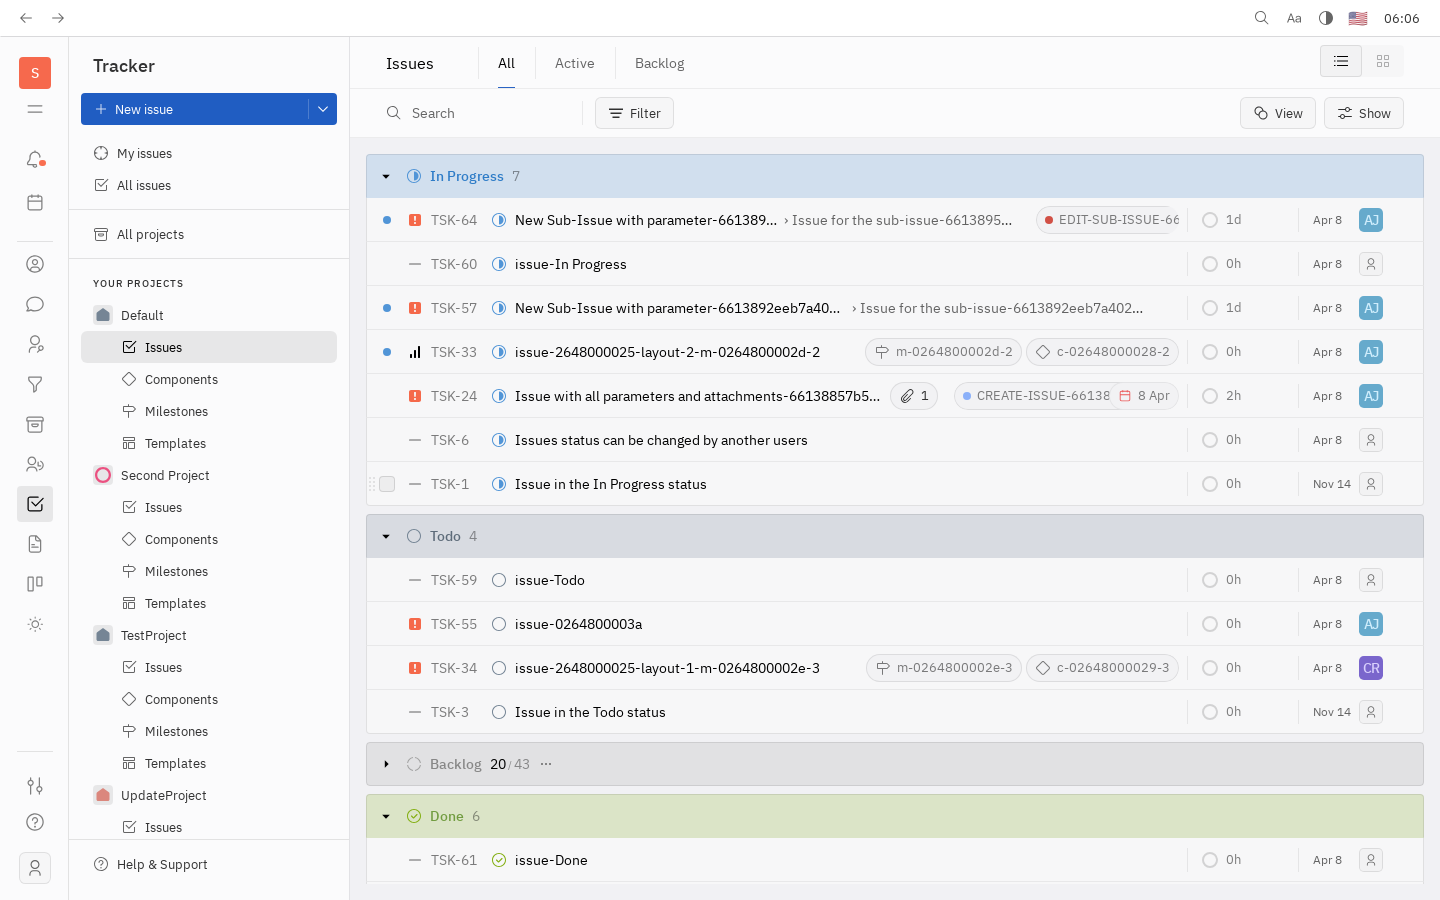 Aa
06:06
S
Tracker
New issue
My issues
All issues
All projects
YOUR PROJECTS
Default
Issues
Components
Milestones
Templates
Second Project
Issues
Components
Milestones
Templates
TestProject
Issues
Components
Milestones
Templates
UpdateProject
Issues
Help & Support
Issues
All
Active
Backlog
Search
Filter
View
Show
In Progress 7
TSK-64 New Sub-Issue with parameter-661389... › Issue for the sub-issue-6613895... EDIT-SUB-ISSUE-66 1d Apr 8 AJ
TSK-60 issue-In Progress 0h Apr 8
TSK-57 New Sub-Issue with parameter-6613892eeb7a40... › Issue for the sub-issue-6613892eeb7a402... 1d Apr 8 AJ
TSK-33 issue-2648000025-layout-2-m-0264800002d-2 m-0264800002d-2 c-02648000028-2 0h Apr 8 AJ
TSK-24 Issue with all parameters and attachments-66138857b5... 1 CREATE-ISSUE-66138 8 Apr 2h Apr 8 AJ
TSK-6 Issues status can be changed by another users 0h Apr 8
TSK-1 Issue in the In Progress status 0h Nov 14
Todo 4
TSK-59 issue-Todo 0h Apr 8
TSK-55 issue-0264800003a 0h Apr 8 AJ
TSK-34 issue-2648000025-layout-1-m-0264800002e-3 m-0264800002e-3 c-02648000029-3 0h Apr 8 CR
TSK-3 Issue in the Todo status 0h Nov 14
Backlog 20/43 ...
Done 6
TSK-61 issue-Done 0h Apr 8